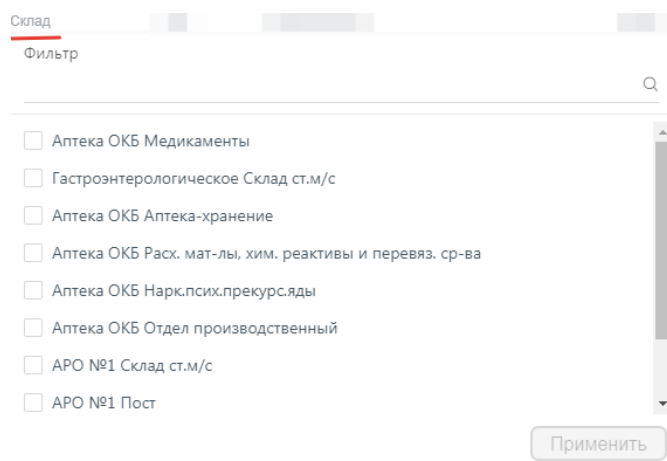 Склад
Фильтр
Аптека ОКБ Медикаменты
Гастроэнтерологическое Склад ст.м/с
Аптека ОКБ Аптека-хранение
Аптека ОКБ Расх. мат-лы, хим. реактивы и перевяз. ср-ва
Аптека ОКБ Нарк.псих.прекурс.яды
Аптека ОКБ Отдел производственный
АРО №1 Склад ст.м/с
АРО №1 Пост
Применить